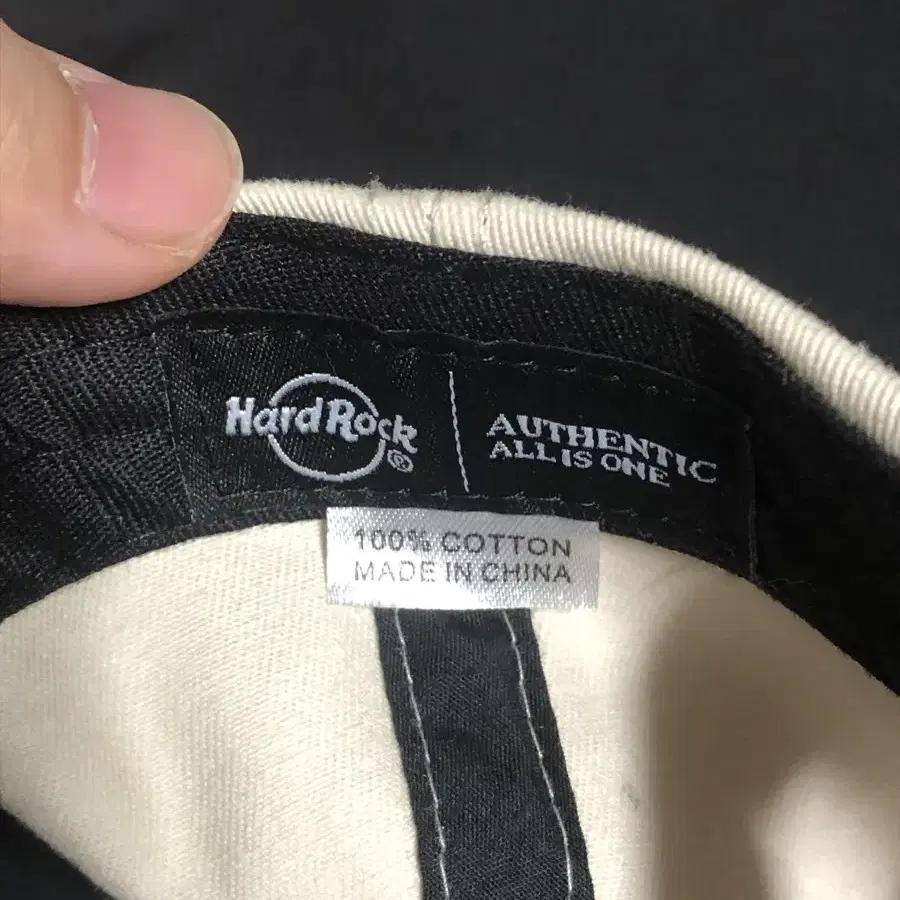 Hard Rock ®
AUTHENTIC
ALL IS ONE
100% COTTON
MADE IN CHINA